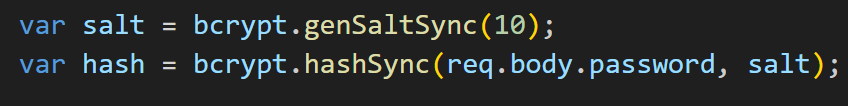 var salt = bcrypt.genSaltSync(10);
var hash = bcrypt.hashSync(req.body.password, salt);